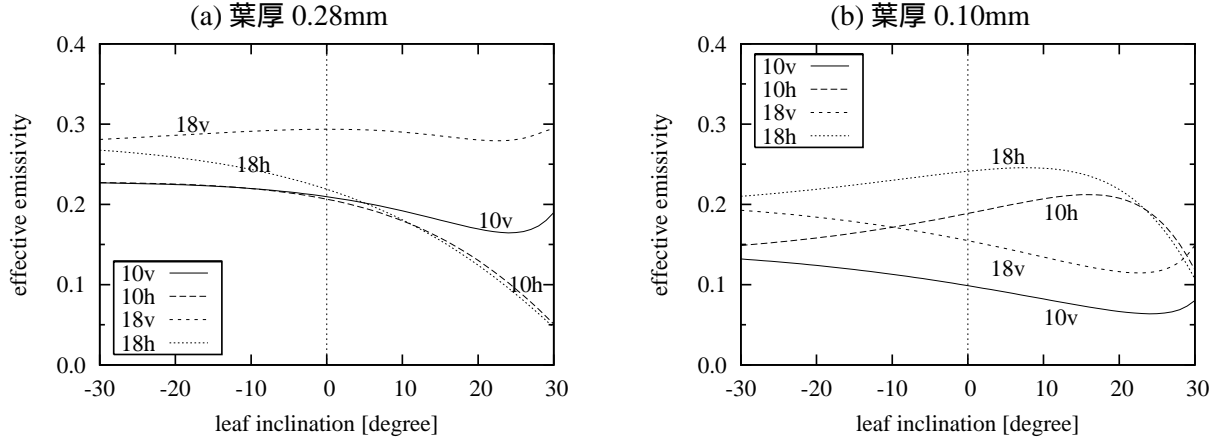 (a) 葉厚 0.28mm
0.4
0.3
0.2
0.1
0.0
effective emissivity
18v
18h
10v
10h
10v
10h
18v
18h
-30
-20
-10
0
10
20
30
leaf inclination [degree]
(b) 葉厚 0.10mm
0.4
0.3
0.2
0.1
0.0
effective emissivity
10v
10h
18v
18h
18h
10h
18v
10v
-30
-20
-10
0
10
20
30
leaf inclination [degree]